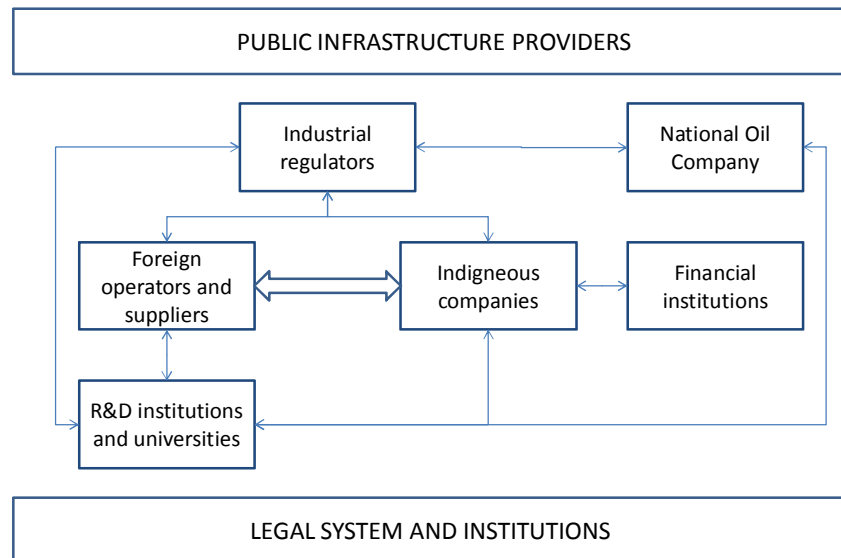 PUBLIC INFRASTRUCTURE PROVIDERS
Industrial
regulators
National Oil
Company
Foreign
operators and
suppliers
Indigneous
companies
Financial
institutions
R&D institutions
and universities
LEGAL SYSTEM AND INSTITUTIONS